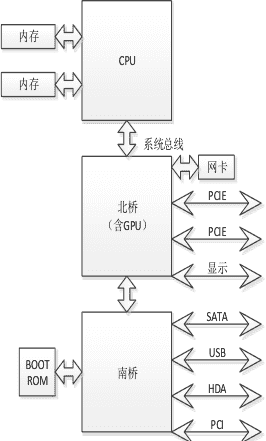 内存
CPU
内存
系统总线
网卡
北桥
（含GPU）
PCIE
PCIE
显示
SATA
USB
BOOT
ROM
南桥
HDA
PCI